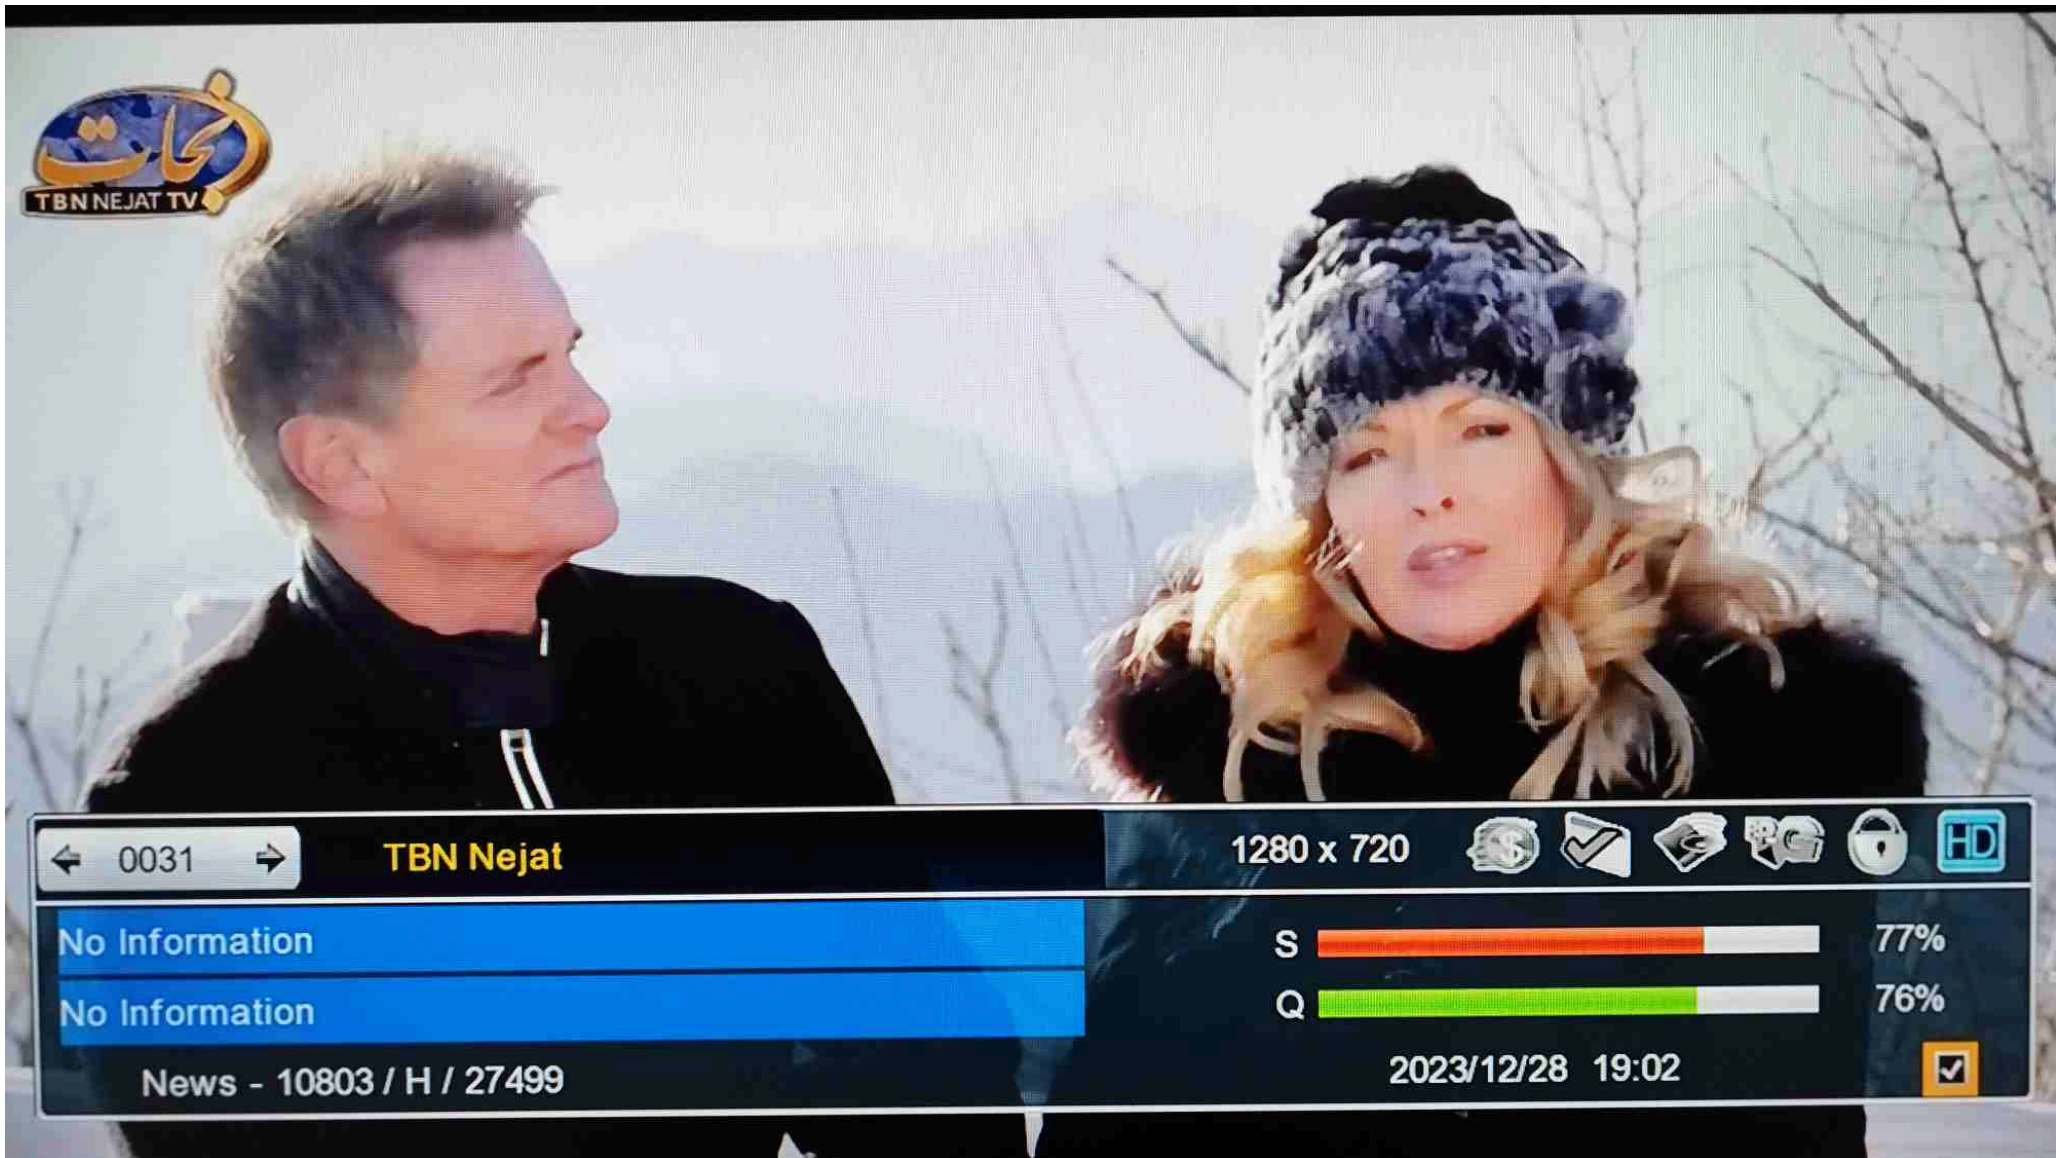 نجات
TBN NEJAT TV
0031
TBN Nejat
1280 x 720
HD
No Information
S
77%
No Information
Q
76%
News - 10803 / H / 27499
2023/12/28 19:02